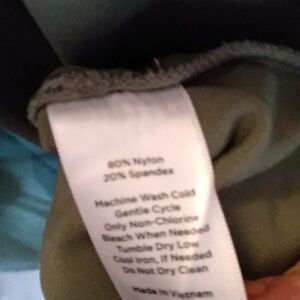 80% Nylon
20% Spandex
Machine Wash Cold
Gentle Cycle
Only Non-Chlorine
Bleach When Needed
Tumble Dry Low
Cool Iron, if Needed
Do Not Dry Clean
Made in Vietnam